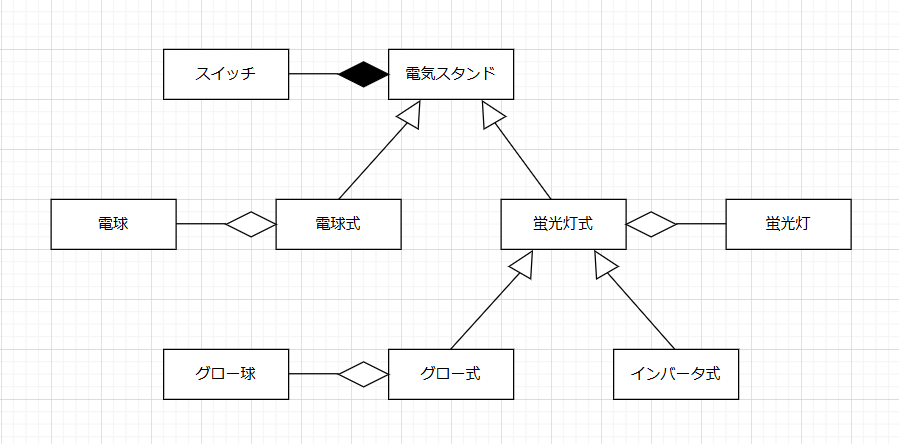 スイッチ
電気スタンド
電球
電球式
蛍光灯式
蛍光灯
グロー球
グロー式
インバータ式